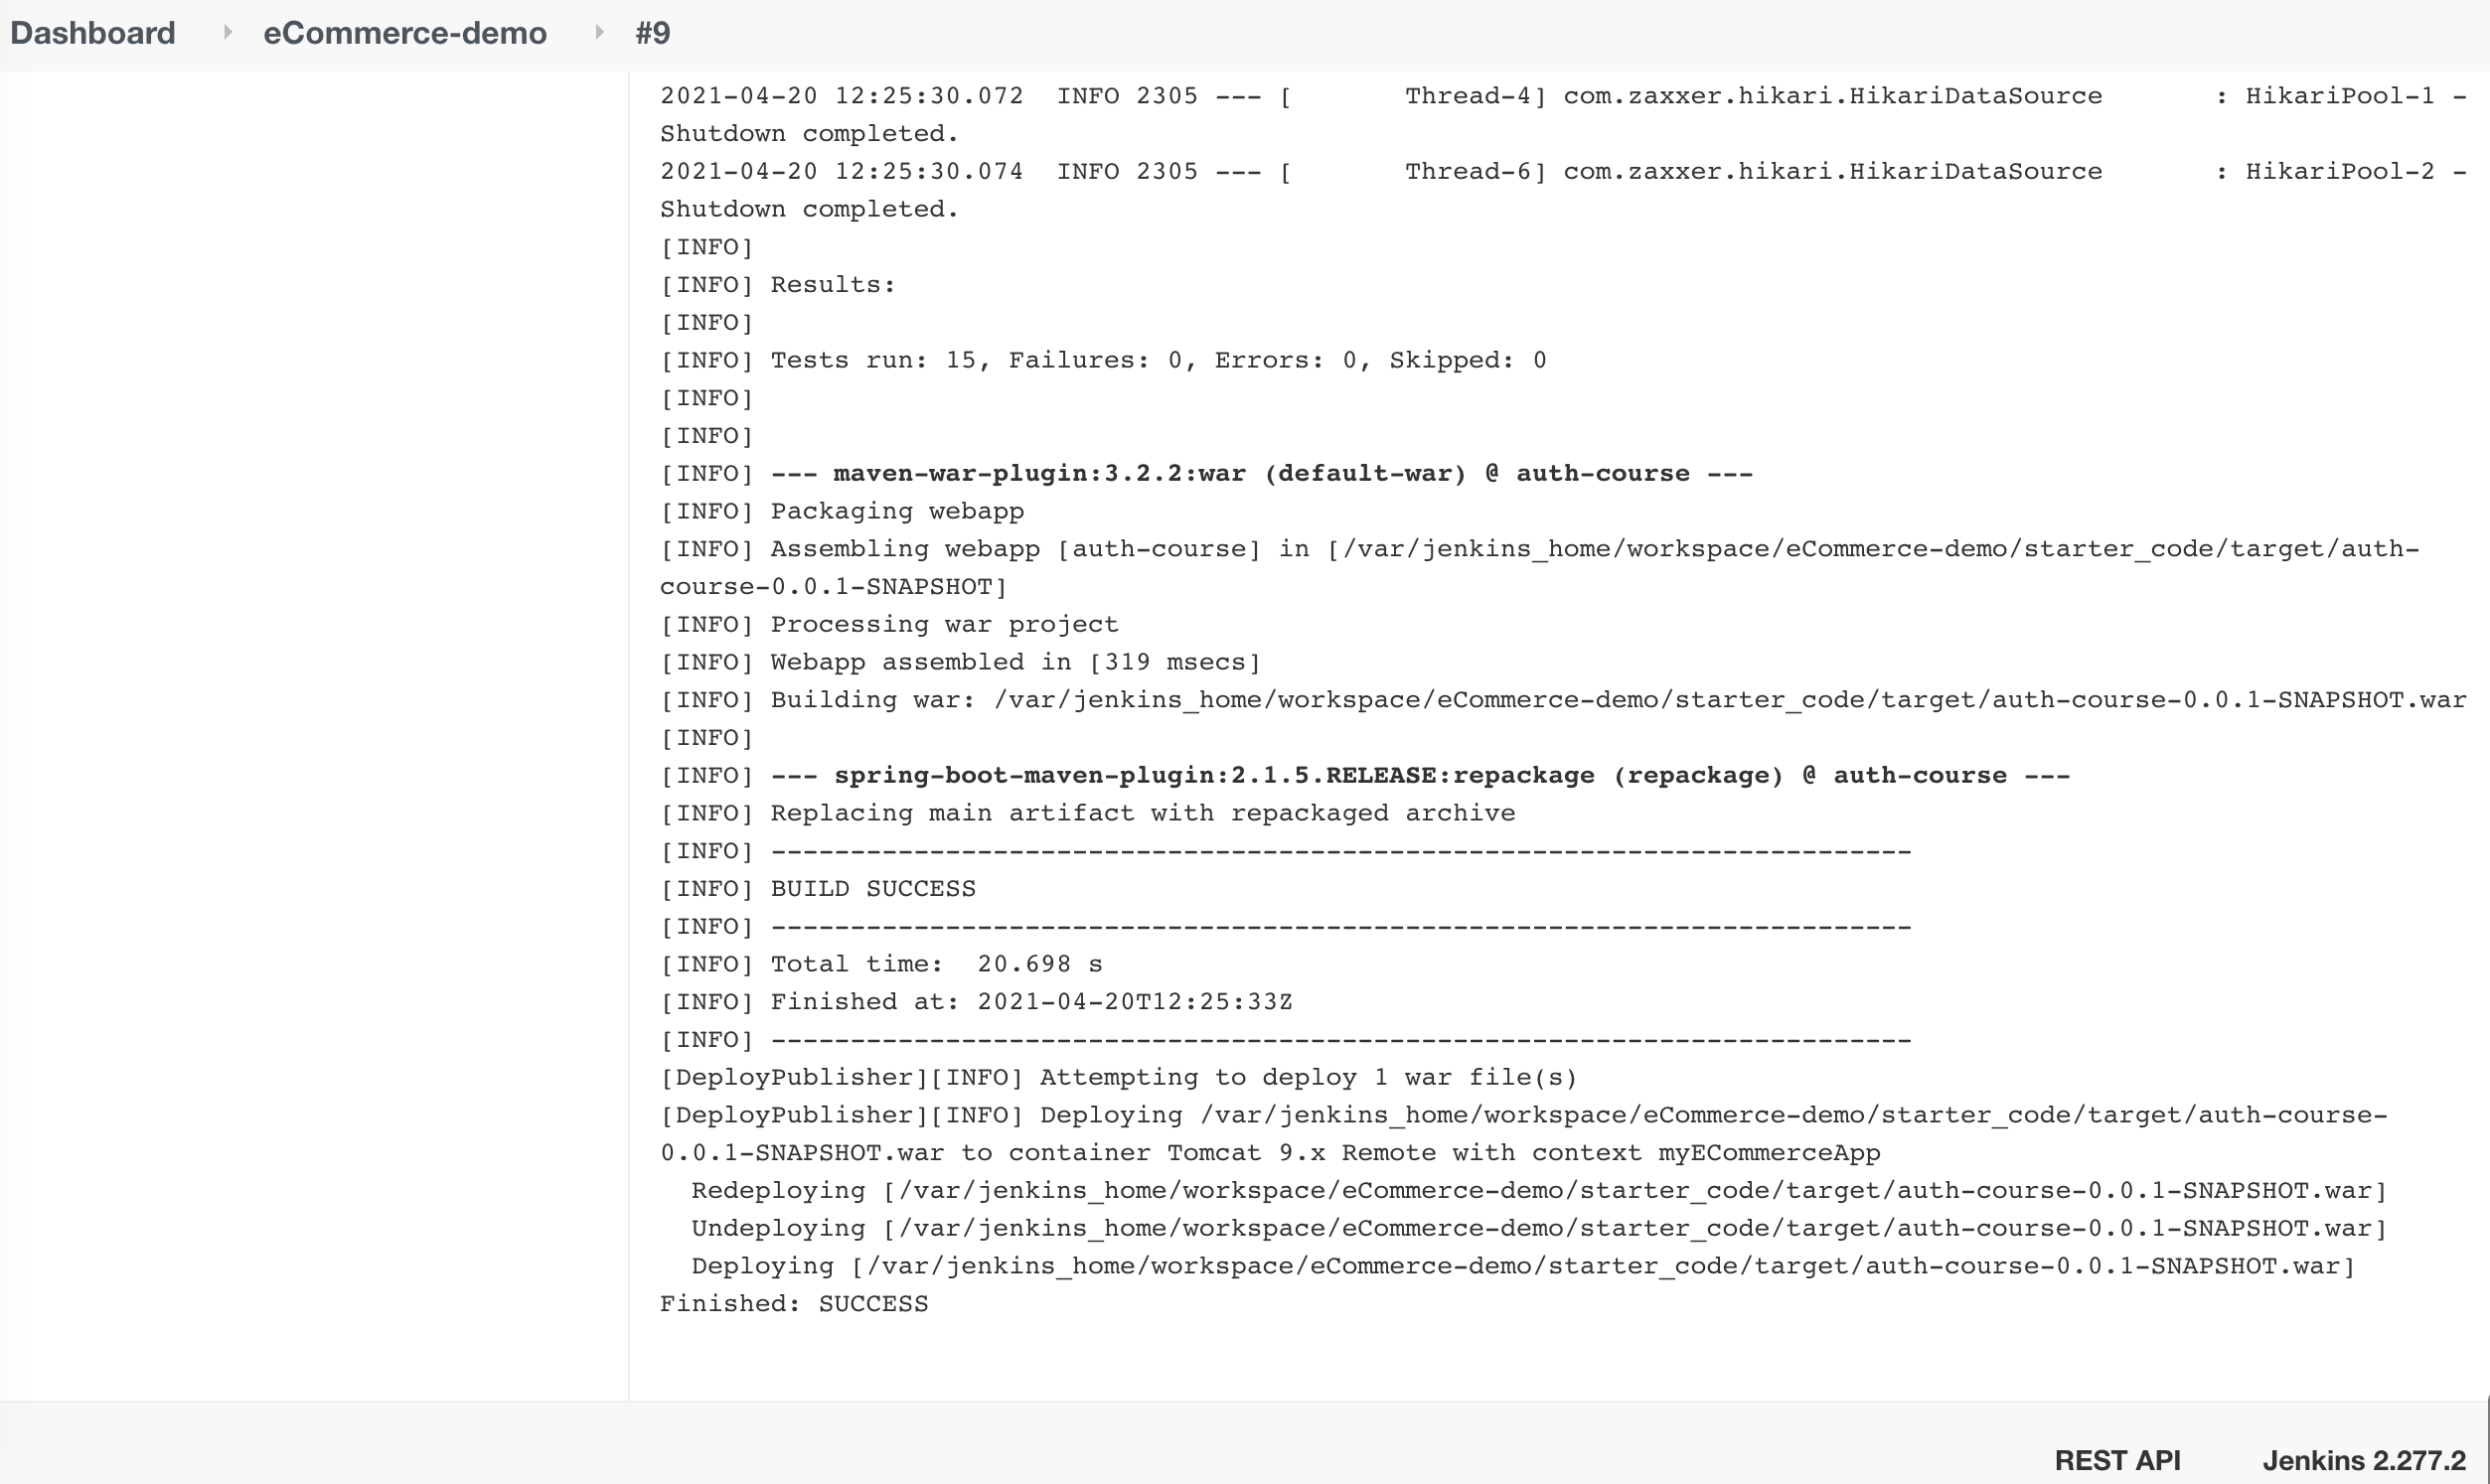 Dashboard eCommerce-demo #9
2021-04-20 12:25:30.072  INFO 2305 --- [       Thread-4] com.zaxxer.hikari.HikariDataSource       : HikariPool-1 -
Shutdown completed.
2021-04-20 12:25:30.074  INFO 2305 --- [       Thread-6] com.zaxxer.hikari.HikariDataSource       : HikariPool-2 -
Shutdown completed.
[INFO]
[INFO] Results:
[INFO]
[INFO] Tests run: 15, Failures: 0, Errors: 0, Skipped: 0
[INFO]
[INFO]
[INFO] --- maven-war-plugin:3.2.2:war (default-war) @ auth-course ---
[INFO] Packaging webapp
[INFO] Assembling webapp [auth-course] in [/var/jenkins_home/workspace/eCommerce-demo/starter_code/target/auth-
course-0.0.1-SNAPSHOT]
[INFO] Processing war project
[INFO] Webapp assembled in [319 msecs]
[INFO] Building war: /var/jenkins_home/workspace/eCommerce-demo/starter_code/target/auth-course-0.0.1-SNAPSHOT.war
[INFO]
[INFO] --- spring-boot-maven-plugin:2.1.5.RELEASE:repackage (repackage) @ auth-course ---
[INFO] Replacing main artifact with repackaged archive
[INFO] ------------------------------------------------------------------------
[INFO] BUILD SUCCESS
[INFO] ------------------------------------------------------------------------
[INFO] Total time:  20.698 s
[INFO] Finished at: 2021-04-20T12:25:33Z
[INFO] ------------------------------------------------------------------------
[DeployPublisher][INFO] Attempting to deploy 1 war file(s)
[DeployPublisher][INFO] Deploying /var/jenkins_home/workspace/eCommerce-demo/starter_code/target/auth-course-
0.0.1-SNAPSHOT.war to container Tomcat 9.x Remote with context myECommerceApp
  Redeploying [/var/jenkins_home/workspace/eCommerce-demo/starter_code/target/auth-course-0.0.1-SNAPSHOT.war]
  Undeploying [/var/jenkins_home/workspace/eCommerce-demo/starter_code/target/auth-course-0.0.1-SNAPSHOT.war]
  Deploying [/var/jenkins_home/workspace/eCommerce-demo/starter_code/target/auth-course-0.0.1-SNAPSHOT.war]
Finished: SUCCESS
REST API Jenkins 2.277.2